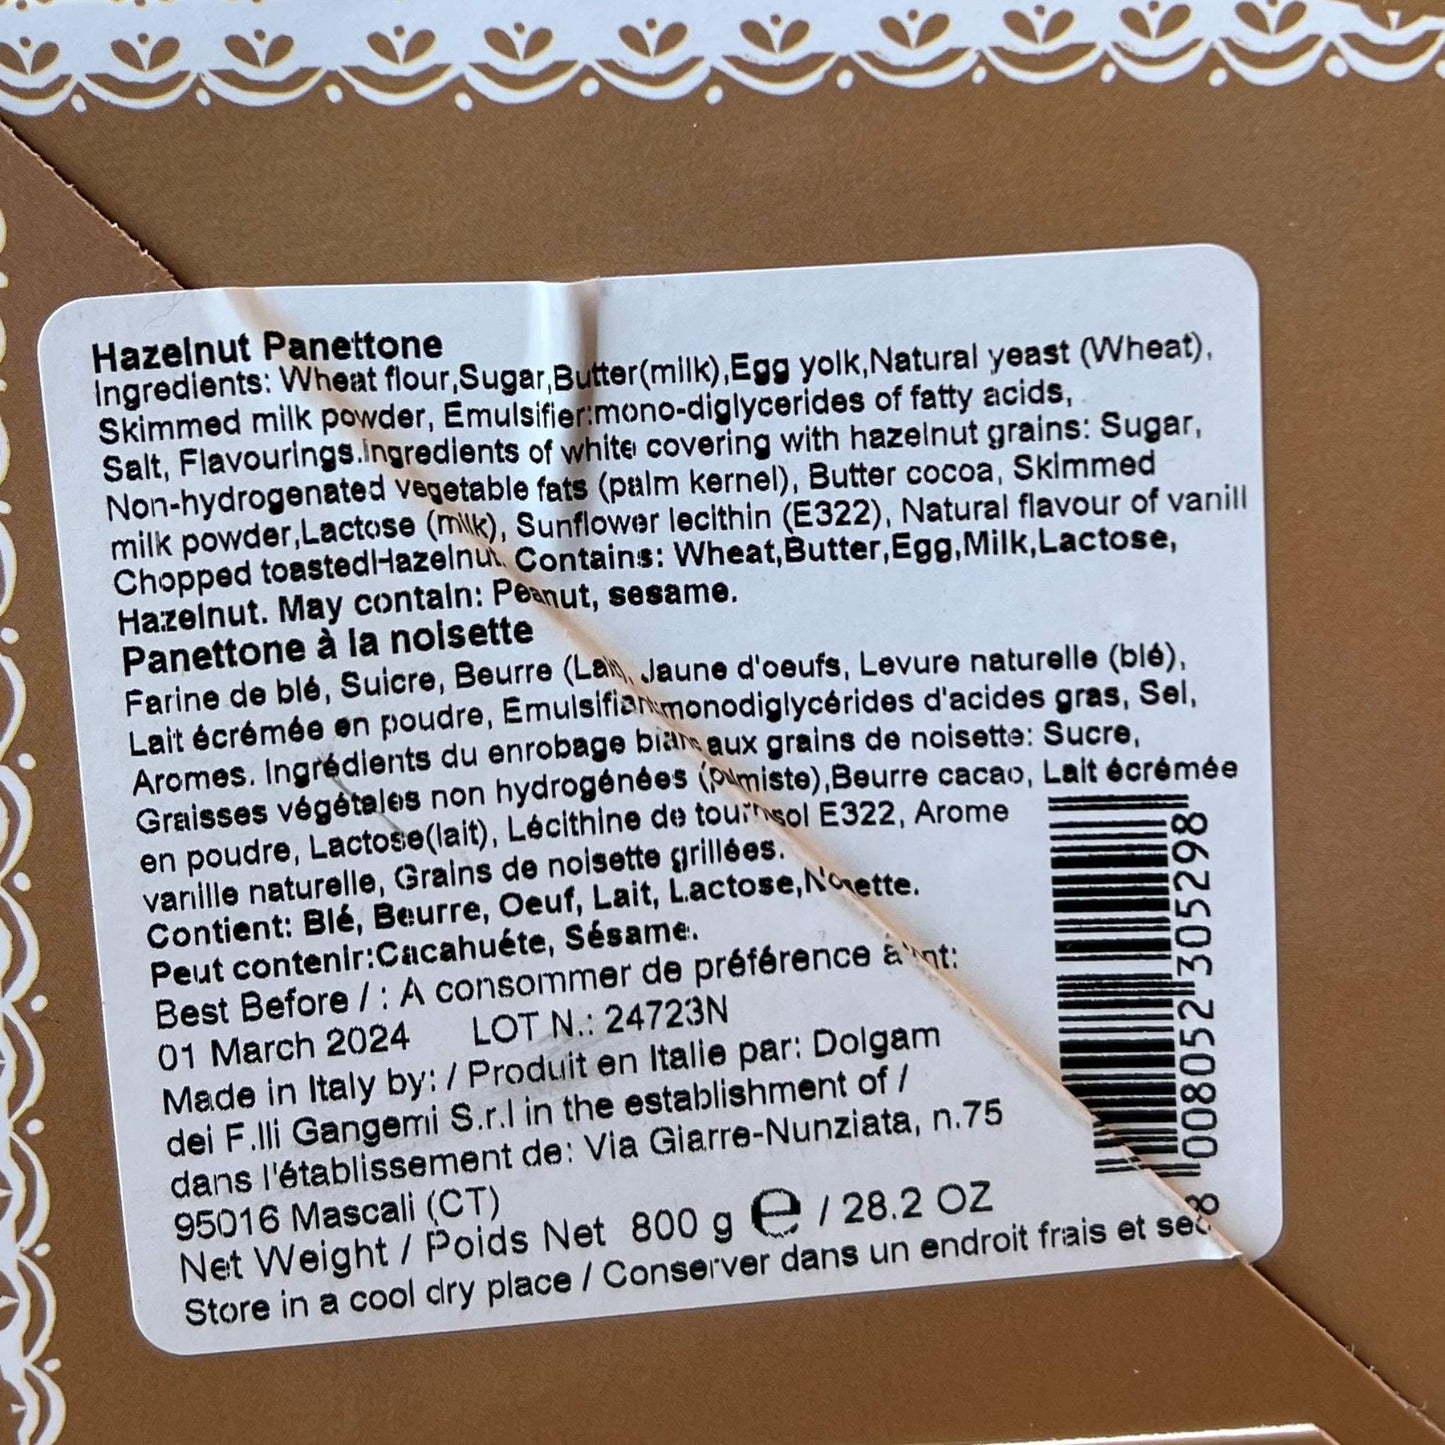 Hazelnut Panettone
Ingredients: Wheat flour,Sugar,Butter(milk),Egg yolk,Natural yeast (Wheat),
Skimmed milk powder, Emulsifier:mono-diglycerides of fatty acids,
Salt, Flavourings.Ingredients of white covering with hazelnut grains: Sugar,
Non-hydrogenated vegetable fats (palm kernel), Butter cocoa, Skimmed
milk powder,Lactose (milk), Sunflower lecithin (E322), Natural flavour of vanill
Chopped toastedHazelnut. Contains: Wheat,Butter,Egg,Milk,Lactose,
Hazelnut. May contain: Peanut, sesame.
Panettone à la noisette
Farine de blé, Suicre, Beurre (Lait), Jaune d'oeufs, Levure naturelle (blé),
Lait écrémée en poudre, Emulsifiant:monodiglycérides d'acides gras, Sel,
Aromes. Ingrédients du enrobage blanc aux grains de noisette: Sucre,
Graisses végétales non hydrogénées (palmiste),Beurre cacao, Lait écrémée
en poudre, Lactose(lait), Lécithine de tournesol E322, Arome
vanille naturelle, Grains de noisette grillées.
Contient: Blé, Beurre, Oeuf, Lait, Lactose,Noisette.
Peut contenir:Cacahuéte, Sésame.
Best Before / : A consommer de préférence avant:
01 March 2024 LOT N.: 24723N
Made in Italy by: / Produit en Italie par: Dolgam
dei F.lli Gangemi S.r.l in the establishment of /
dans l'établissement de: Via Giarre-Nunziata, n.75
95016 Mascali (CT)
Net Weight / Poids Net 800 g e / 28.2 OZ
Store in a cool dry place / Conserver dans un endroit frais et sec
8 008052 305298